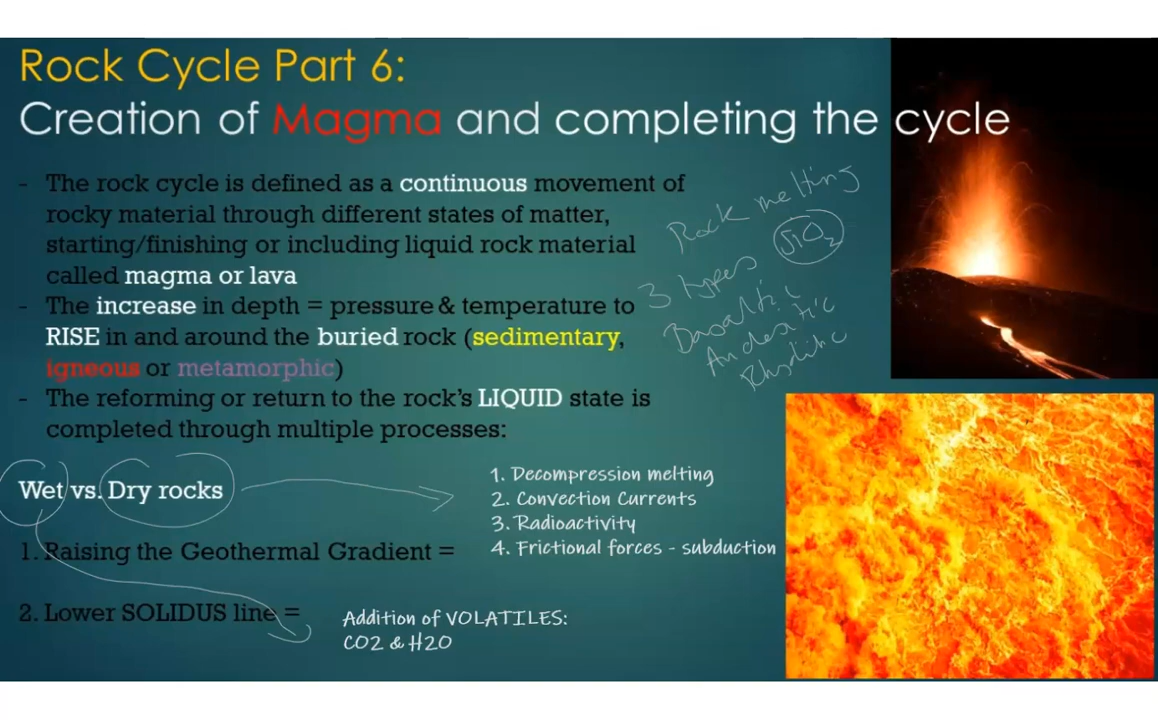 Rock Cycle Part 6:
Creation of Magma and completing the cycle
- The rock cycle is defined as a continuous movement of
rocky material through different states of matter,
starting/finishing or including liquid rock material
called magma or lava
- The increase in depth = pressure & temperature to
RISE in and around the buried rock (sedimentary,
igneous or metamorphic)
- The reforming or return to the rock's LIQUID state is
completed through multiple processes:
Rock melting
SiO2
3 types
Basaltic
Andesitic
Rhyolitic
Wet vs. Dry rocks
1. Decompression melting
2. Convection Currents
3. Radioactivity
4. Frictional forces - subduction
1. Raising the Geothermal Gradient =
2. Lower SOLIDUS line =
Addition of VOLATILES:
CO2 & H2O